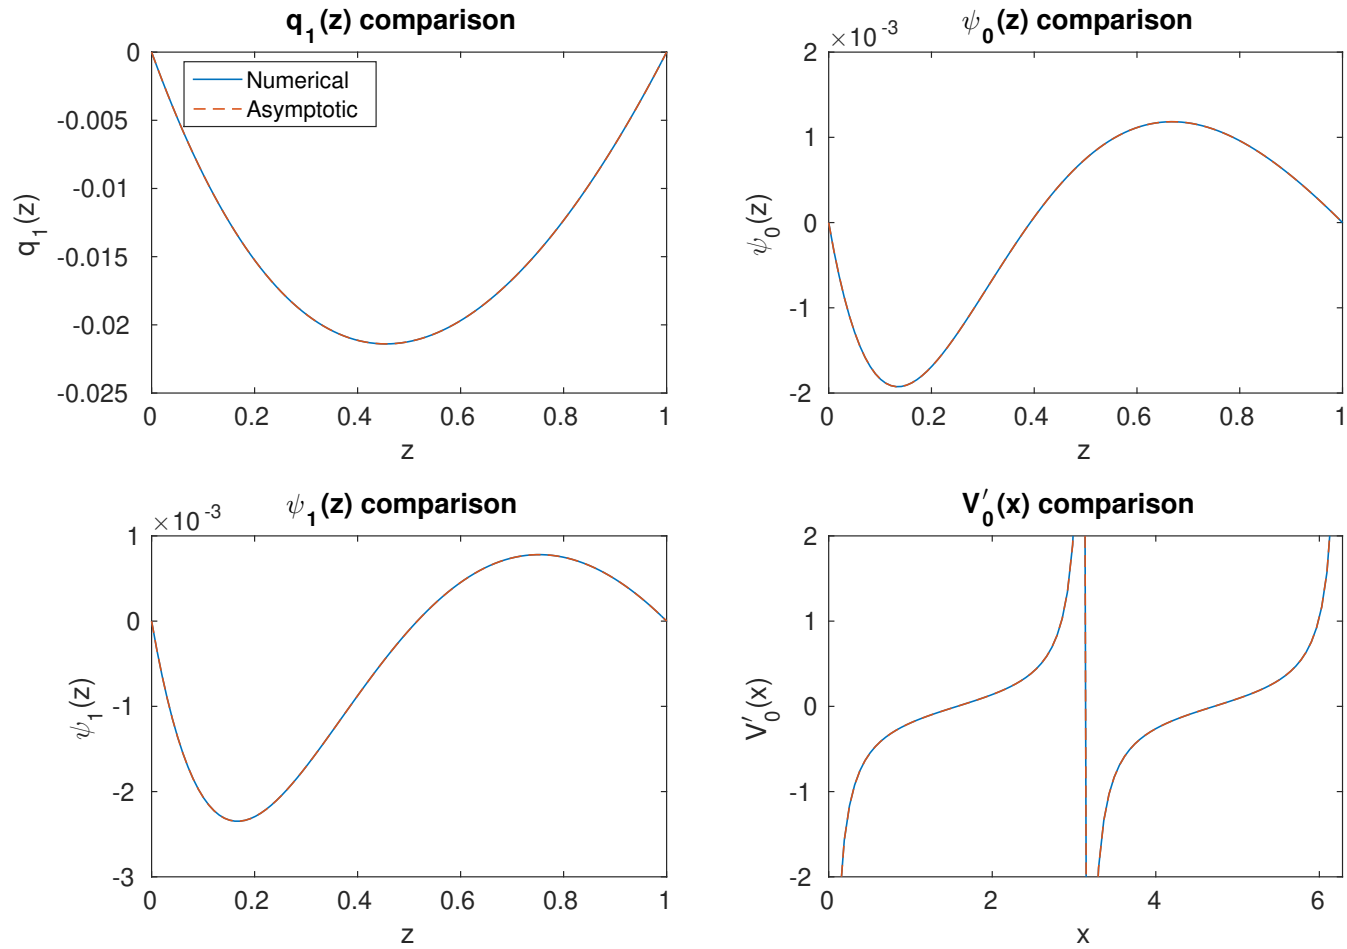 q₁(z) comparison
0
-0.005
-0.01
-0.015
-0.02
-0.025
q₁(z)
0 0.2 0.4 0.6 0.8 1
z
Numerical
Asymptotic
ψ₀(z) comparison
×10⁻³
2
1
0
-1
-2
ψ₀(z)
0 0.2 0.4 0.6 0.8 1
z
ψ₁(z) comparison
×10⁻³
1
0
-1
-2
-3
ψ₁(z)
0 0.2 0.4 0.6 0.8 1
z
V′₀(x) comparison
2
1
0
-1
-2
V′₀(x)
0 2 4 6
x